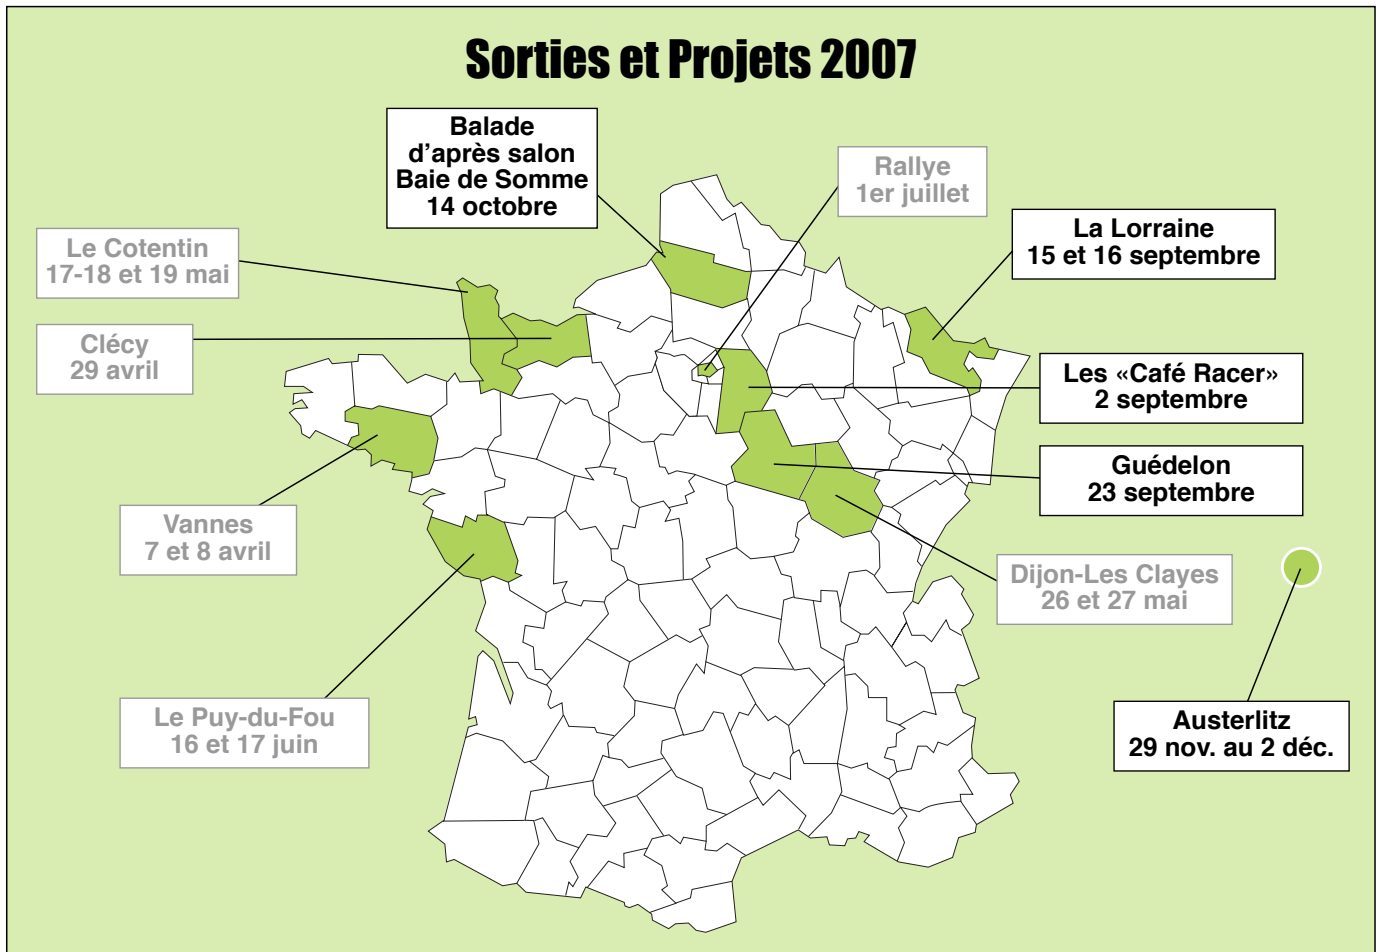 Sorties et Projets 2007
Balade
d’après salon
Baie de Somme
14 octobre
Rallye
1er juillet
La Lorraine
15 et 16 septembre
Le Cotentin
17-18 et 19 mai
Clécy
29 avril
Les «Café Racer»
2 septembre
Guédelon
23 septembre
Vannes
7 et 8 avril
Dijon-Les Clayes
26 et 27 mai
Le Puy-du-Fou
16 et 17 juin
Austerlitz
29 nov. au 2 déc.